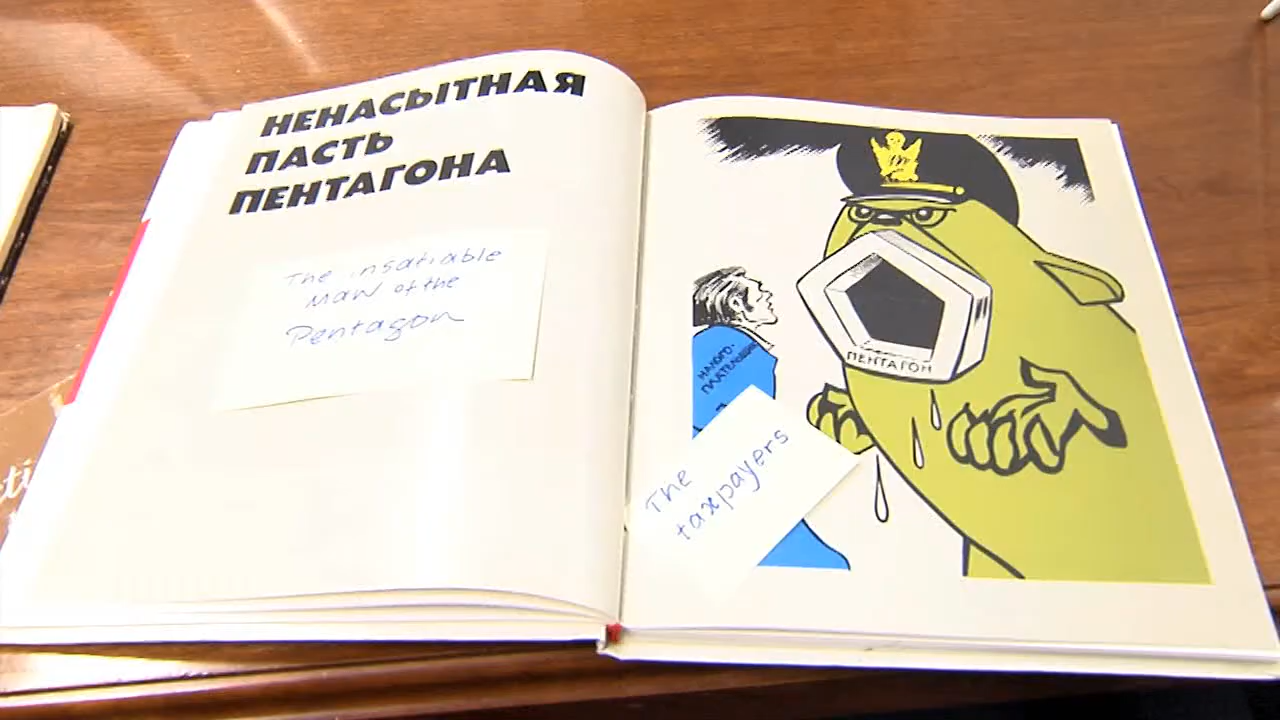 НЕНАСЫТНАЯ
ПАСТЬ
ПЕНТАГОНА
The insatiable
Maw of the
Pentagon
НАЛОГО-
ПЛАТЕЛЬЩИК
ПЕНТАГОН
The
taxpayers